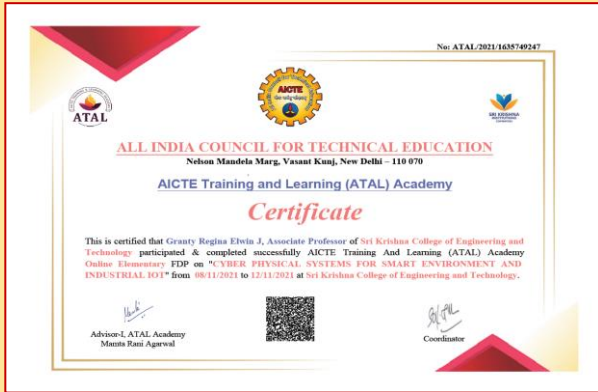 No: ATAL/2021/1635749247
ATAL
AICTE
SRI KRISHNA
INSTITUTIONS
ALL INDIA COUNCIL FOR TECHNICAL EDUCATION
Nelson Mandela Marg, Vasant Kunj, New Delhi – 110 070
AICTE Training and Learning (ATAL) Academy
Certificate
This is certified that Granty Regina Elwin J, Associate Professor of Sri Krishna College of Engineering and
Technology participated & completed successfully AICTE Training And Learning (ATAL) Academy
Online Elementary FDP on "CYBER PHYSICAL SYSTEMS FOR SMART ENVIRONMENT AND
INDUSTRIAL IOT" from 08/11/2021 to 12/11/2021 at Sri Krishna College of Engineering and Technology.
Advisor-I, ATAL Academy
Mamta Rani Agarwal
Coordinator